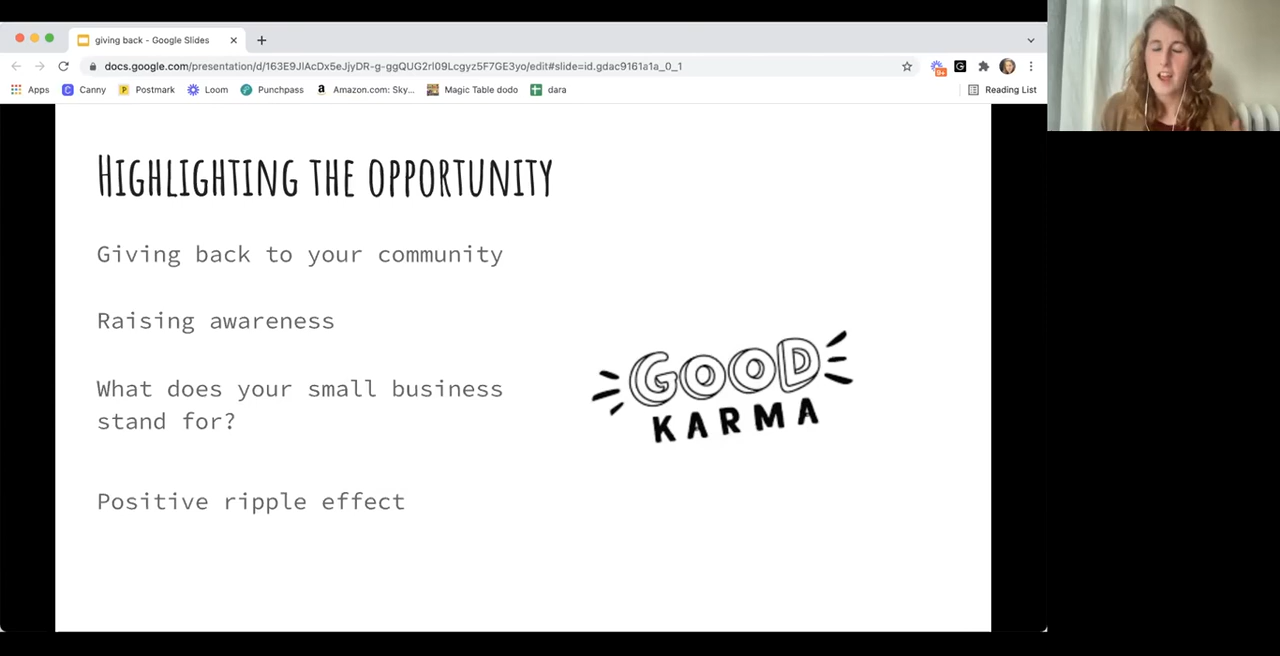 giving back - Google Slides
docs.google.com/presentation/d/163E9JlAcDx5eJjyDR-g-ggQUG2rl09Lcgyz5F7GE3yo/edit#slide=id.gdac9161a1a_0_1
9+
G
Apps
Canny
Postmark
Loom
Punchpass
Amazon.com: Sky...
Magic Table dodo
dara
Reading List
HIGHLIGHTING THE OPPORTUNITY
Giving back to your community
Raising awareness
What does your small business
stand for?
Positive ripple effect
GOOD
KARMA